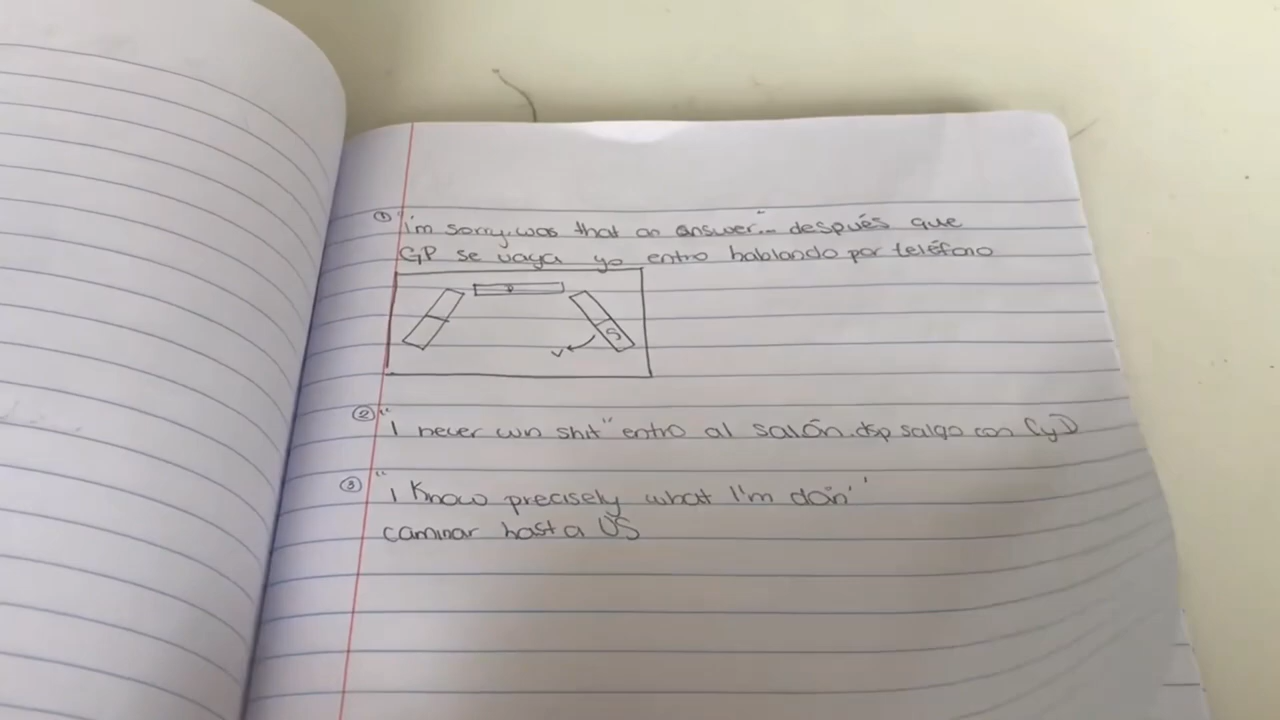 ① "I'm sorry, was that an answer..." después que
GP se vaya yo entro hablando por teléfono
P
S
V
② "I never win shit" entro al salón. dsp salgo con C y D
③ "I know precisely what I'm doin'"
caminar hasta US